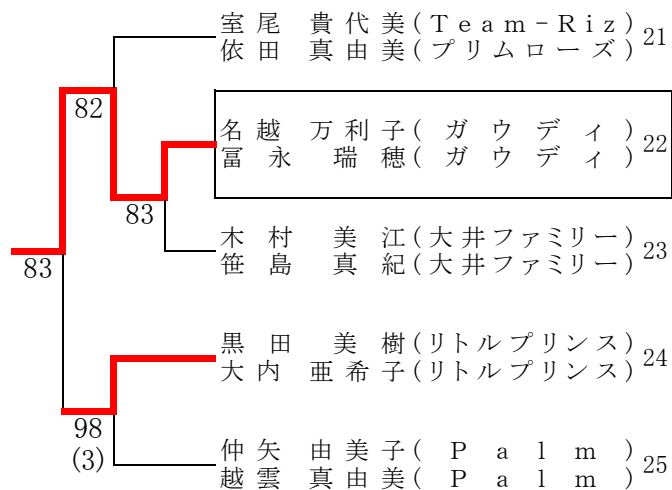 室尾 貴代美(Team-Riz) 21
依田 真由美(プリムローズ)
82
名越 万利子(ガウディ) 22
冨永 瑞穂(ガウディ)
83
木村 美江(大井ファミリー) 23
笹島 真紀(大井ファミリー)
83
黒田 美樹(リトルプリンス) 24
大内 亜希子(リトルプリンス)
98
(3)
仲矢 由美子(Palm) 25
越雲 真由美(Palm)